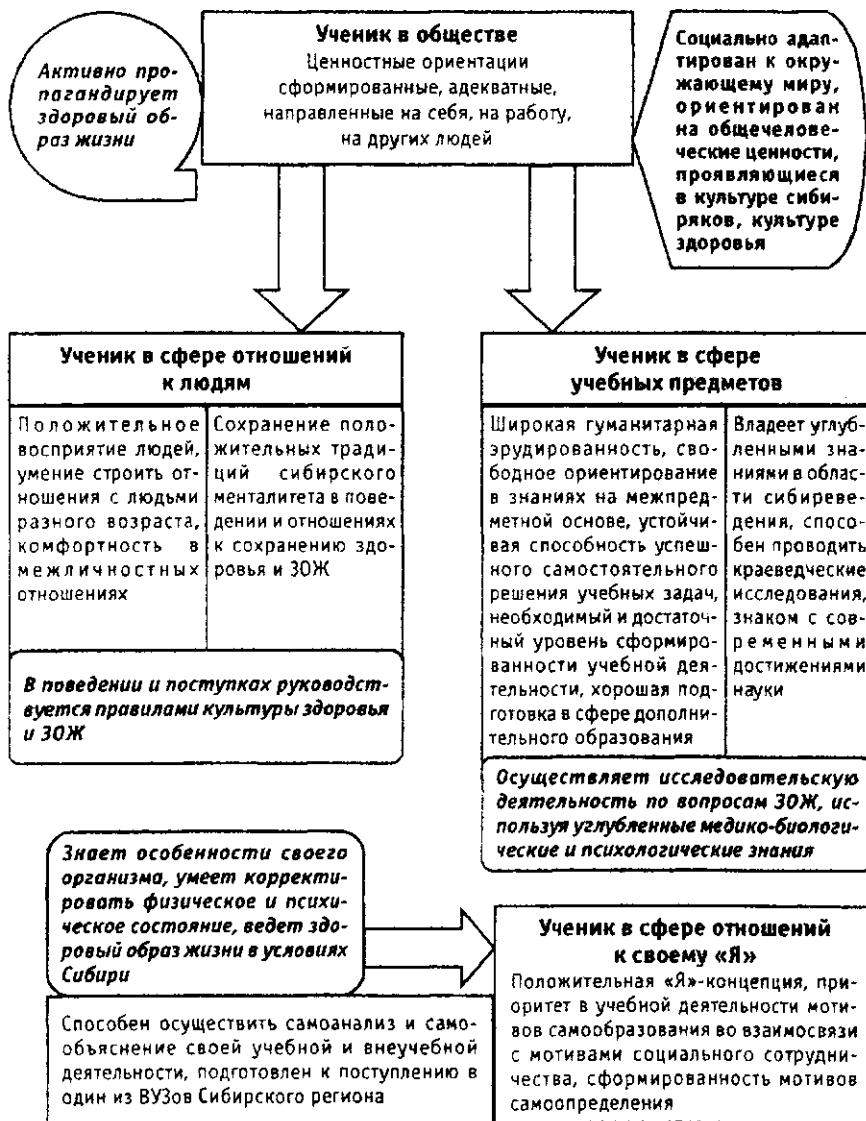 Активно про-
пагандирует
здоровый об-
раз жизни
Ученик в обществе
Ценностные ориентации
сформированные, адекватные,
направленные на себя, на работу,
на других людей
Социально адап-
тирован к окру-
жающему миру,
ориентирован
на общечелове-
ческие ценности,
проявляющиеся
в культуре сиби-
ряков, культуре
здоровья
Ученик в сфере отношений
к людям
Положительное
восприятие людей,
умение строить от-
ношения с людьми
разного возраста,
комфортность в
межличностных
отношениях
Сохранение поло-
жительных тради-
ций сибирского
менталитета в пове-
дении и отношениях
к сохранению здо-
ровья и ЗОЖ
В поведении и поступках руководст-
вуется правилами культуры здоровья
и ЗОЖ
Ученик в сфере
учебных предметов
Широкая гуманитарная
эрудированность, сво-
бодное ориентирование
в знаниях на межпред-
метной основе, устойчи-
вая способность успеш-
ного самостоятельного
решения учебных задач,
необходимый и достаточ-
ный уровень сформиро-
ванности учебной дея-
тельности, хорошая под-
готовка в сфере дополни-
тельного образования
Владеет углуб-
ленными зна-
ниями в облас-
ти сибиреве-
дения, спосо-
бен проводить
краеведческие
исследования,
знаком с сов-
ременными
достижениями
науки
Осуществляет исследовательскую
деятельность по вопросам ЗОЖ, ис-
пользуя углубленные медико-биологи-
ческие и психологические знания
Знает особенности своего
организма, умеет корректи-
ровать физическое и психи-
ческое состояние, ведет здо-
ровый образ жизни в условиях
Сибири
Способен осуществить самоанализ и само-
объяснение своей учебной и внеучебной
деятельности, подготовлен к поступлению в
один из ВУЗов Сибирского региона
Ученик в сфере отношений
к своему «Я»
Положительная «Я»-концепция, при-
оритет в учебной деятельности моти-
вов самообразования во взаимосвязи
с мотивами социального сотрудни-
чества, сформированность мотивов
самоопределения